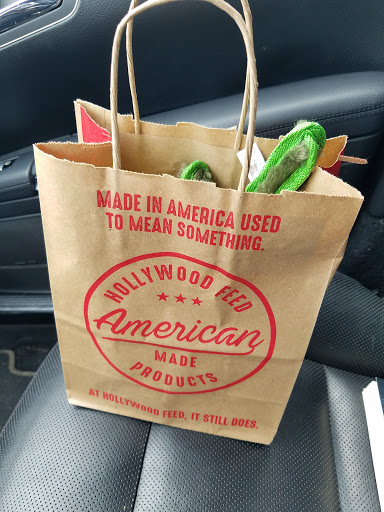 MADE IN AMERICA USED
TO MEAN SOMETHING.
HOLLYWOOD FEED
American
MADE
PRODUCTS
AT HOLLYWOOD FEED, IT STILL DOES.